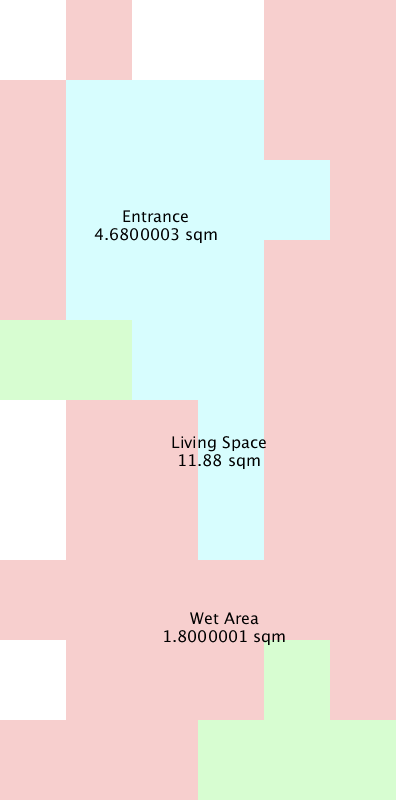 Entrance
4.6800003 sqm
Living Space
11.88 sqm
Wet Area
1.8000001 sqm